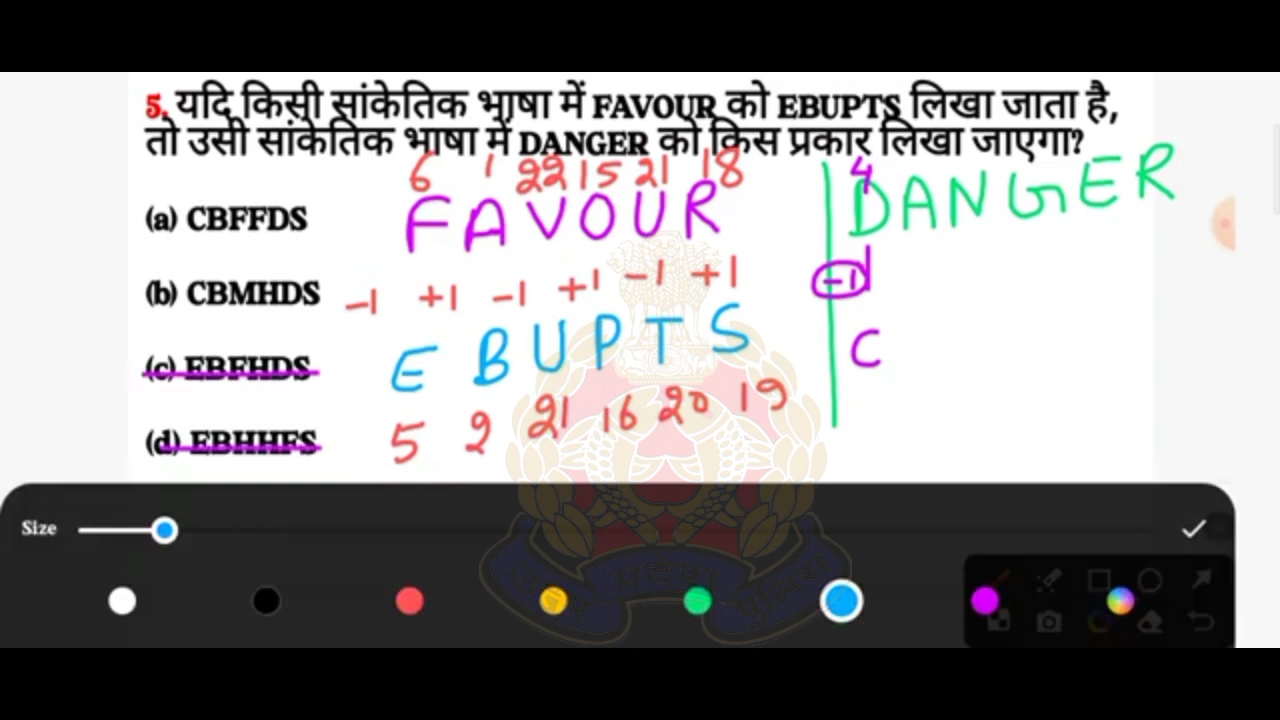 5. यदि किसी सांकेतिक भाषा में FAVOUR को EBUPTS लिखा जाता है,
तो उसी सांकेतिक भाषा में DANGER को किस प्रकार लिखा जाएगा?
6 1 22 15 21 18
4
(a) CBFFDS
FAVOUR
DANGER
(b) CBMHDS
-1 +1 -1 +1 -1 +1
-1
(c) EBFHDS
EBUPTS
C
(d) EBHHFS
5 2 21 16 20 19
Size